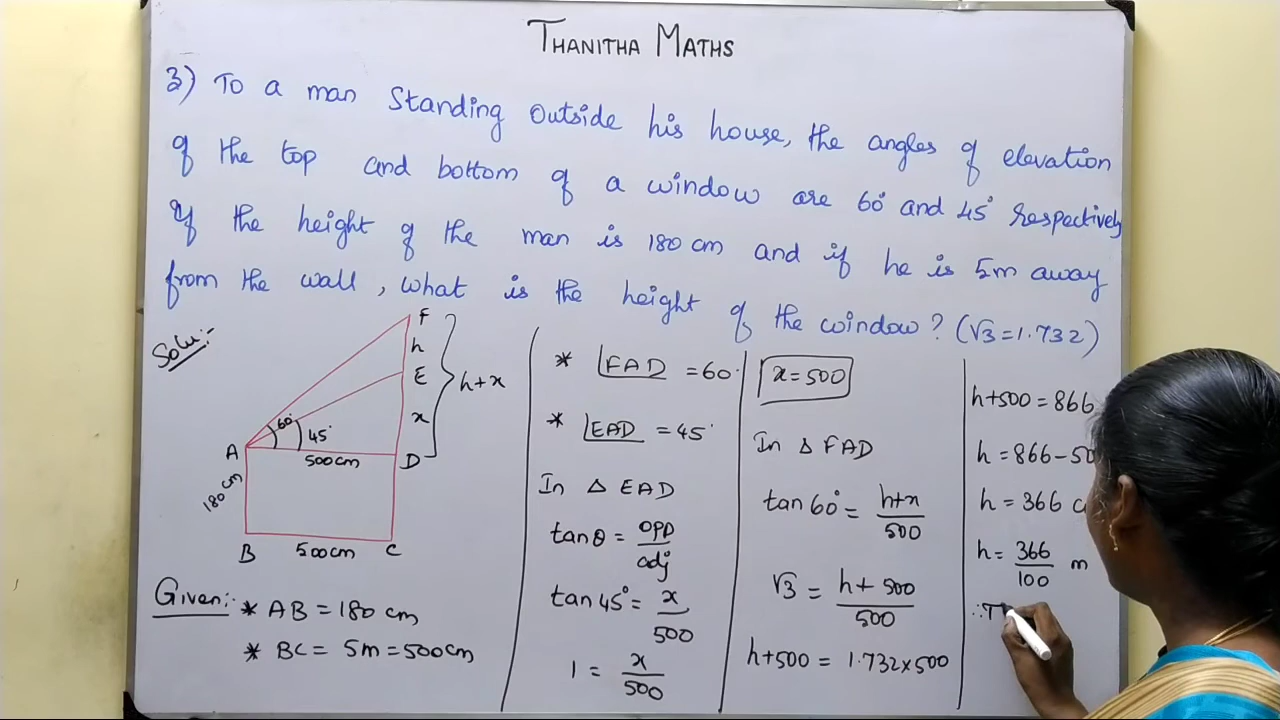 THANITHA MATHS
3) To a man Standing Outside his house, the angles of elevation
of the top and bottom of a window are 60° and 45° respectively
If the height of the man is 180 cm and if he is 5m away
from the wall, what is the height of the window? (√3=1.732)
Solu:-
F
h
E
x
h+x
60°
45°
A
500cm
D
180 cm
B
500cm
C
Given:- * AB = 180 cm
* BC = 5m = 500cm
* ∠FAD = 60°
* ∠EAD = 45°
In △ EAD
tanθ = opp/adj
tan45° = x/500
1 = x/500
x = 500
In △ FAD
tan60° = h+x/500
√3 = h+500/500
h+500 = 1.732×500
h+500 = 866
h = 866-50
h = 366 c
h = 366/100 m
∴ T